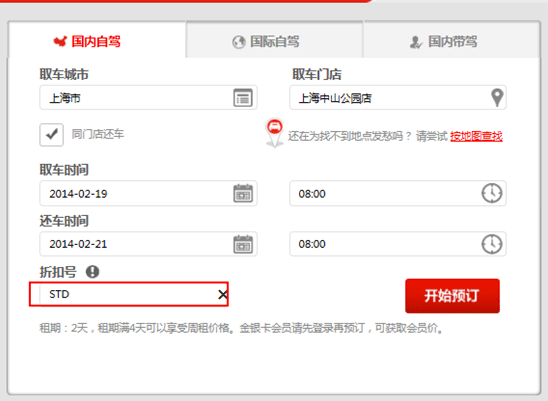 国内自驾 国际自驾 国内带驾
取车城市 取车门店
上海市 上海中山公园店
同门店还车 还在为找不到地点发愁吗？请尝试 按地图查找
取车时间
2014-02-19 08:00
还车时间
2014-02-21 08:00
折扣号
STD 开始预订
租期：2天，租期满4天可以享受周租价格。金银卡会员请先登录再预订，可获取会员价。